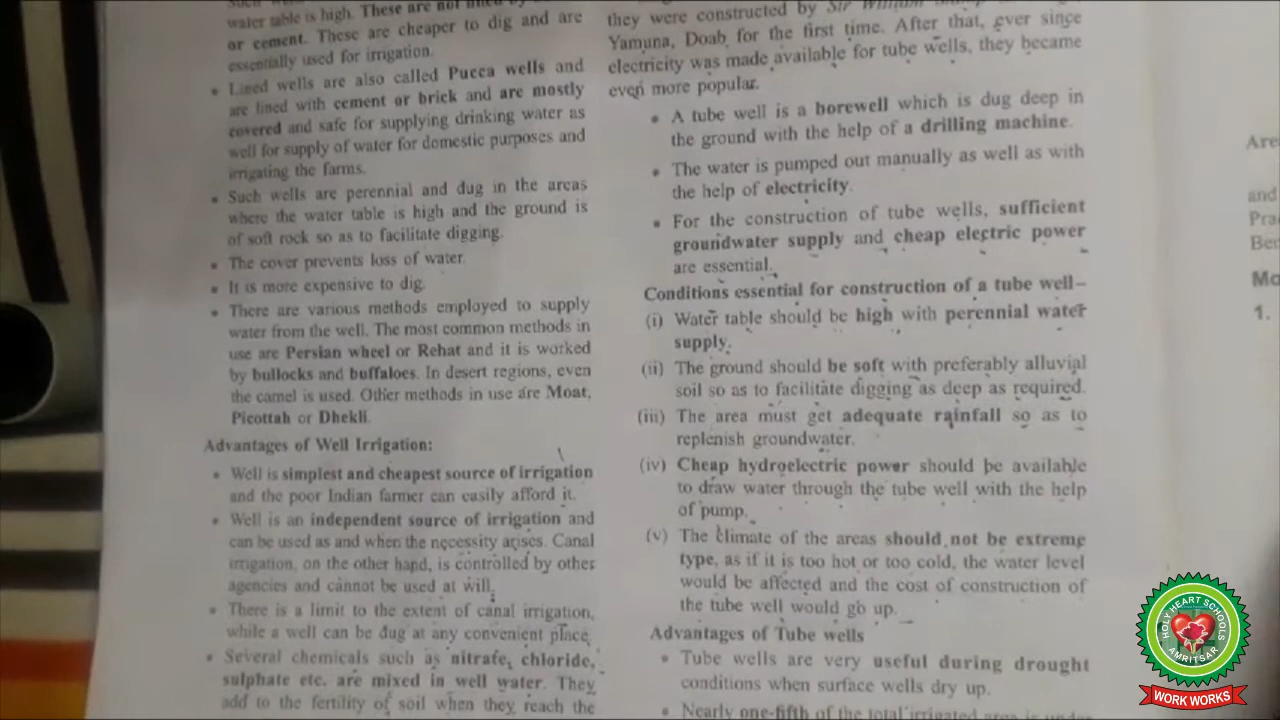 water table is high. These are not
or cement. These are cheaper to dig and are
essentially used for irrigation.
• Lined wells are also called Pucca wells and
are lined with cement or brick and are mostly
covered and safe for supplying drinking water as
well for supply of water for domestic purposes and
irrigating the farms.
• Such wells are perennial and dug in the areas
where the water table is high and the ground is
of soft rock so as to facilitate digging.
• The cover prevents loss of water.
• It is more expensive to dig.
• There are various methods employed to supply
water from the well. The most common methods in
use are Persian wheel or Rehat and it is worked
by bullocks and buffaloes. In desert regions, even
the camel is used. Other methods in use are Moat,
Picottah or Dhekli.
Advantages of Well Irrigation:
• Well is simplest and cheapest source of irrigation
and the poor Indian farmer can easily afford it.
• Well is an independent source of irrigation and
can be used as and when the necessity arises. Canal
irrigation, on the other hand, is controlled by other
agencies and cannot be used at will.
• There is a limit to the extent of canal irrigation,
while a well can be dug at any convenient place.
• Several chemicals such as nitrate, chloride,
sulphate etc. are mixed in well water. They
add to the fertility of soil when they reach the
they were constructed by Sir William
Yamuna, Doab for the first time. After that, ever since
electricity was made available for tube wells, they became
even more popular.
• A tube well is a borewell which is dug deep in
the ground with the help of a drilling machine.
• The water is pumped out manually as well as with
the help of electricity.
• For the construction of tube wells, sufficient
groundwater supply and cheap electric power
are essential.
Conditions essential for construction of a tube well–
(i) Water table should be high with perennial water
supply.
(ii) The ground should be soft with preferably alluvial
soil so as to facilitate digging as deep as required.
(iii) The area must get adequate rainfall so as to
replenish groundwater.
(iv) Cheap hydroelectric power should be available
to draw water through the tube well with the help
of pump.
(v) The climate of the areas should not be extreme
type, as if it is too hot or too cold, the water level
would be affected and the cost of construction of
the tube well would go up.
Advantages of Tube wells
• Tube wells are very useful during drought
conditions when surface wells dry up.
• Nearly one-fifth of the total irrigated area is under
Are
and
Pra
Ber
Mo
1.
HOLY HEART SCHOOLS
AMRITSAR
WORK WORKS